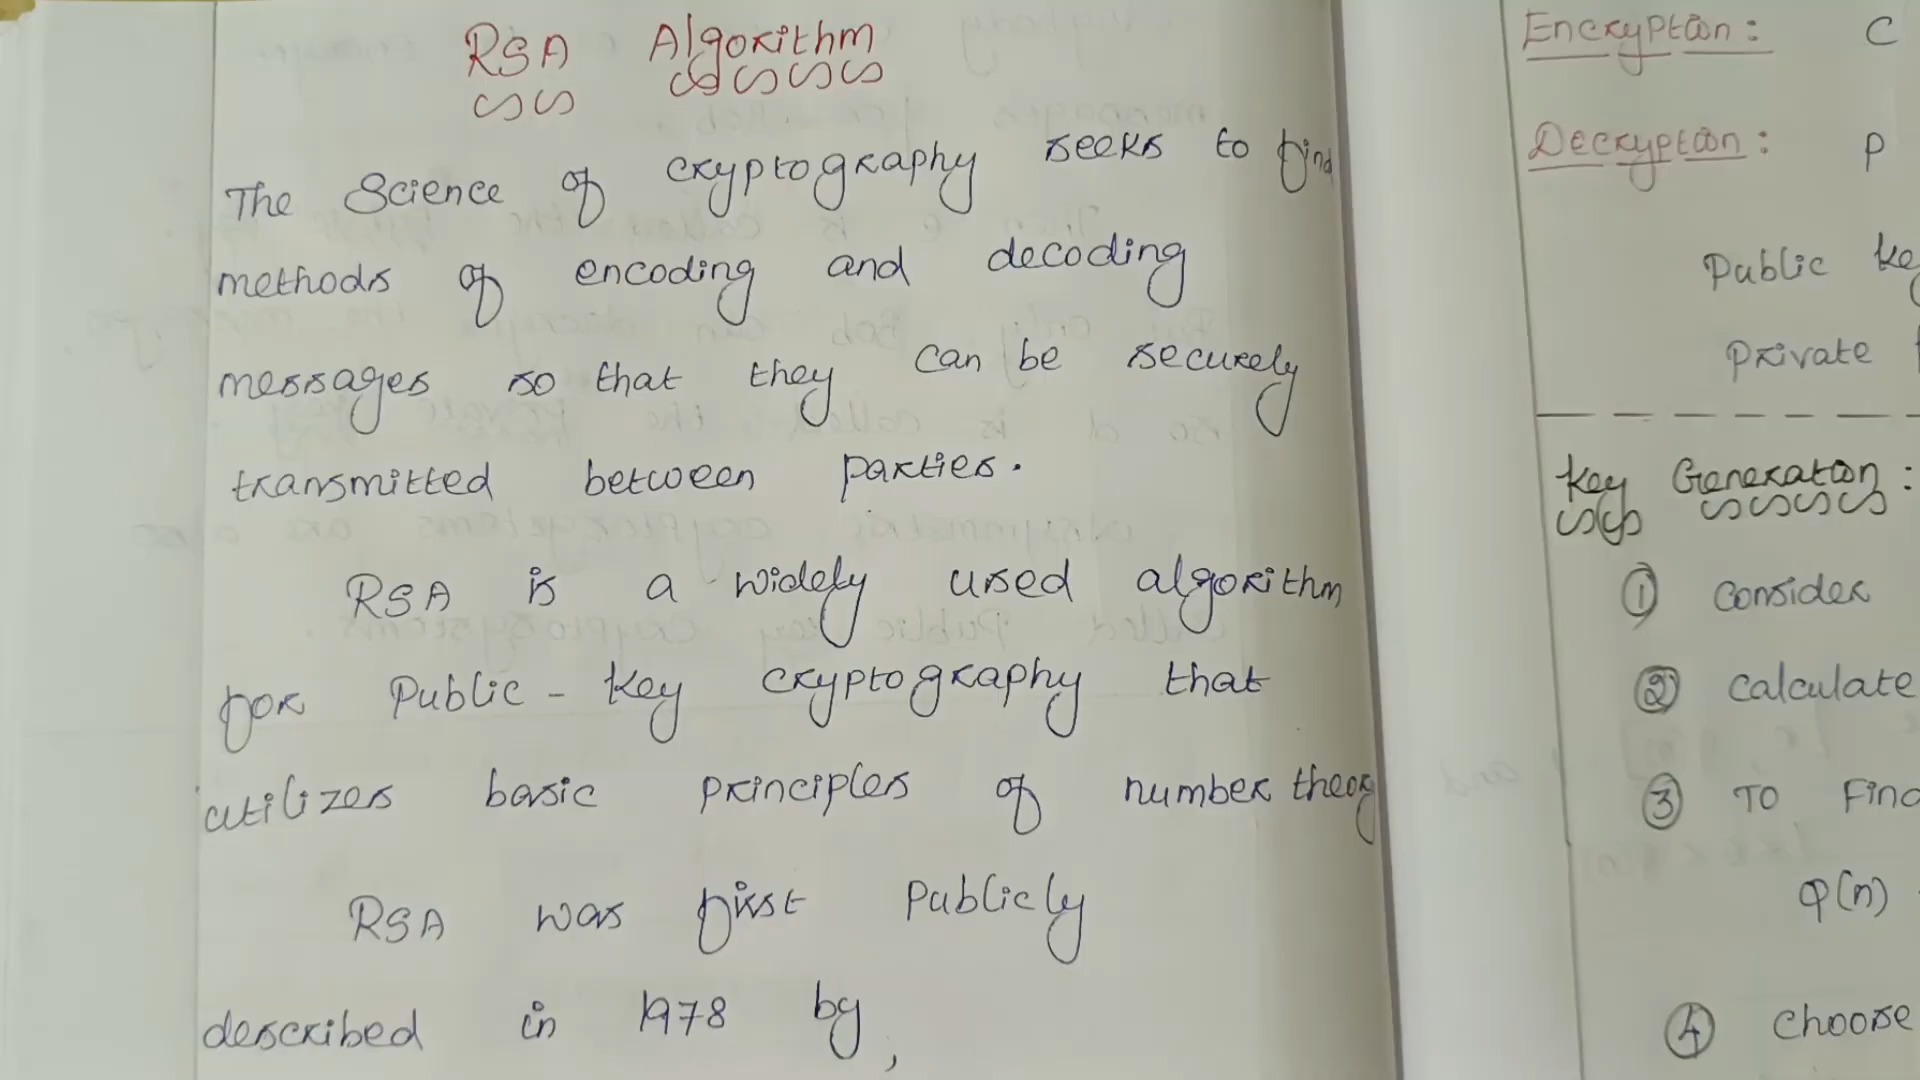 RSA Algorithm
The Science of cryptography seeks to find
methods of encoding and decoding
messages so that they can be securely
transmitted between parties.
RSA is a widely used algorithm
for Public - Key cryptography that
utilizes basic principles of number theory
RSA was first Publicly
described in 1978 by,
Encryption : C
Decryption : P
Public key
Private
Key Generation :
① Consider
② Calculate
③ TO Find
φ(n)
④ Choose